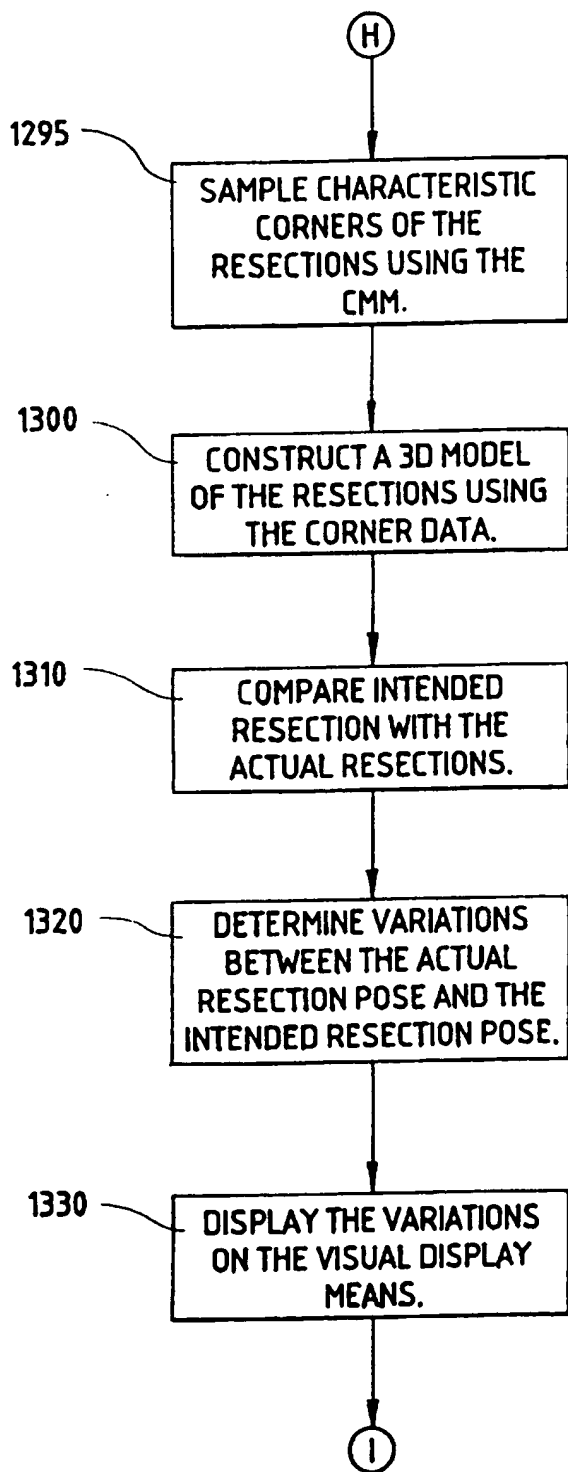 H
1295
SAMPLE CHARACTERISTIC
CORNERS OF THE
RESECTIONS USING THE
CMM.
1300
CONSTRUCT A 3D MODEL
OF THE RESECTIONS USING
THE CORNER DATA.
1310
COMPARE INTENDED
RESECTION WITH THE
ACTUAL RESECTIONS.
1320
DETERMINE VARIATIONS
BETWEEN THE ACTUAL
RESECTION POSE AND THE
INTENDED RESECTION POSE.
1330
DISPLAY THE VARIATIONS
ON THE VISUAL DISPLAY
MEANS.
I